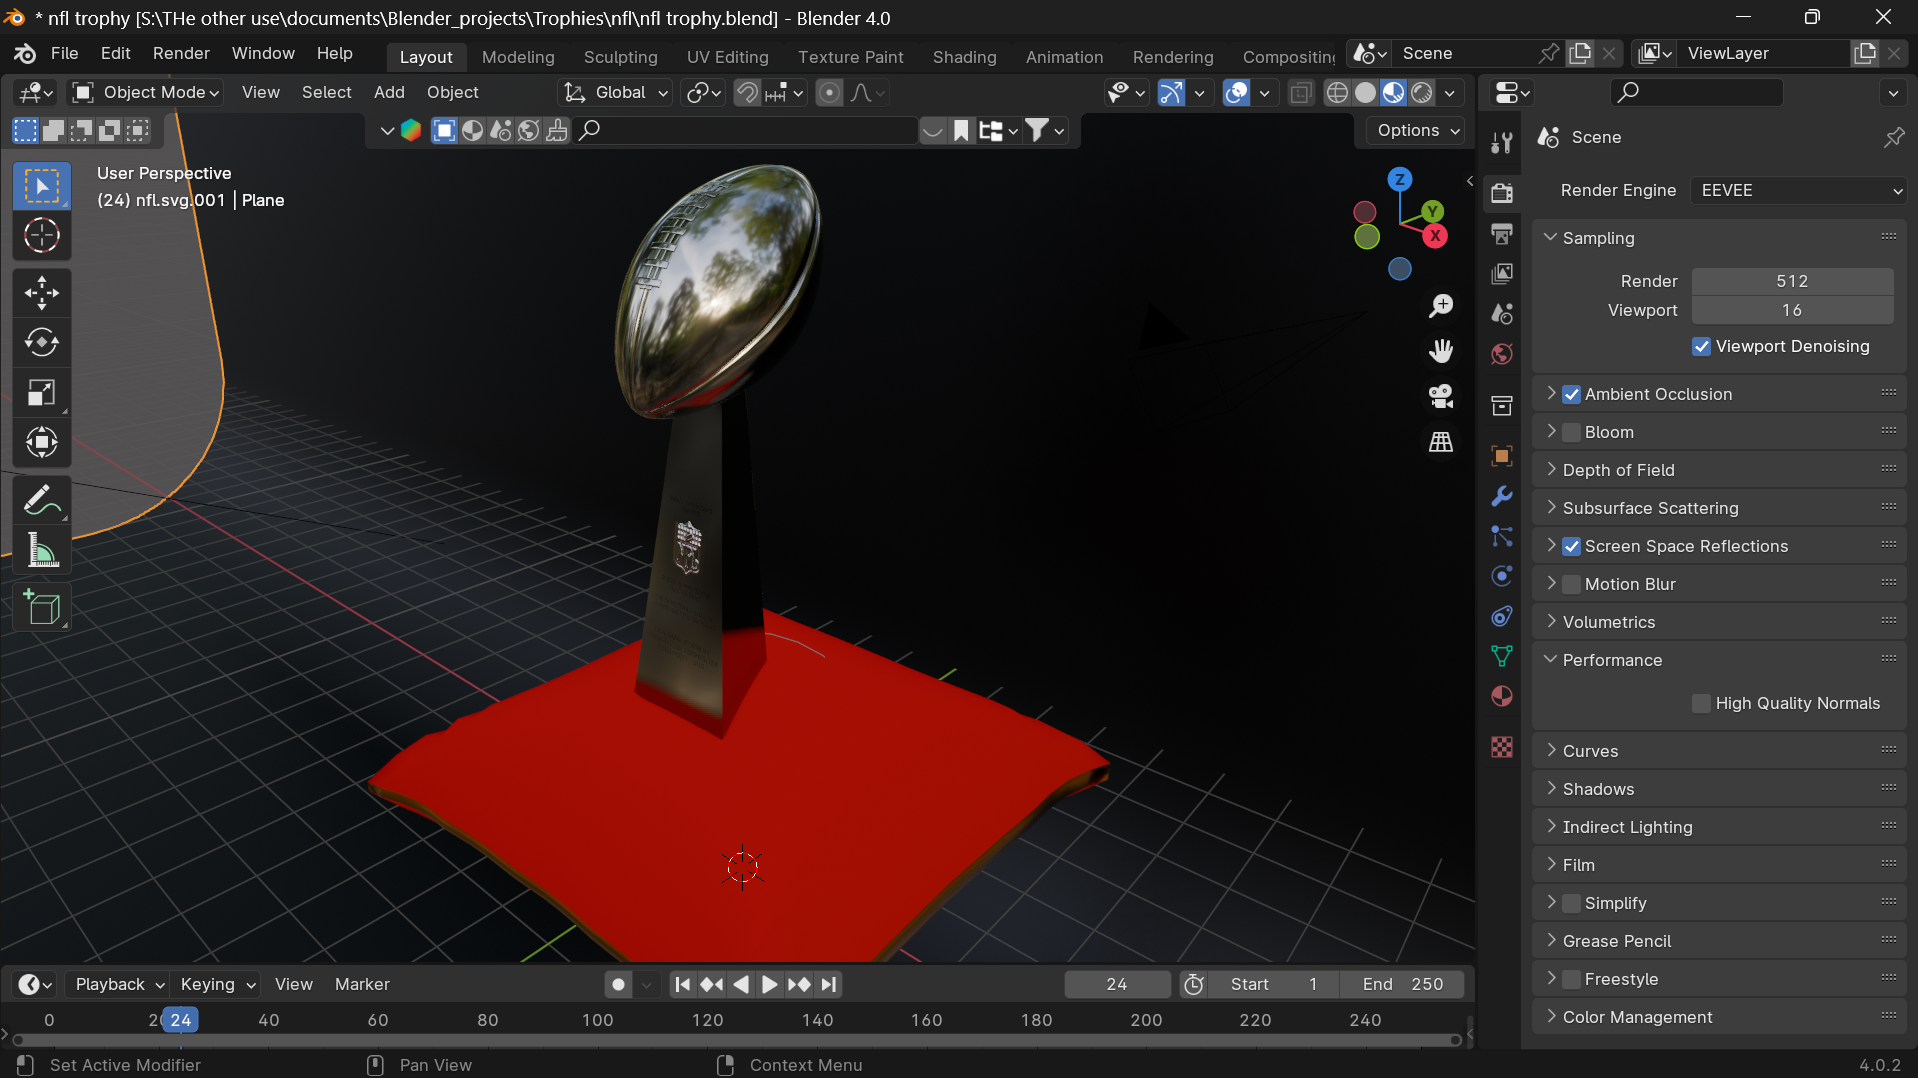 * nfl trophy [S:\THe other use\documents\Blender_projects\Trophies\nfl\nfl trophy.blend] - Blender 4.0
File Edit Render Window Help Layout Modeling Sculpting UV Editing Texture Paint Shading Animation Rendering Compositing Scene ViewLayer
Object Mode View Select Add Object Global
Options
User Perspective
(24) nfl.svg.001 | Plane
Z
Y
X
Scene
Render Engine EEVEE
Sampling
Render 512
Viewport 16
Viewport Denoising
Ambient Occlusion
Bloom
Depth of Field
Subsurface Scattering
Screen Space Reflections
Motion Blur
Volumetrics
Performance
High Quality Normals
Curves
Shadows
Indirect Lighting
Film
Simplify
Grease Pencil
Freestyle
Color Management
Playback Keying View Marker 24 Start 1 End 250
0 24 40 60 80 100 120 140 160 180 200 220 240
Set Active Modifier Pan View Context Menu 4.0.2